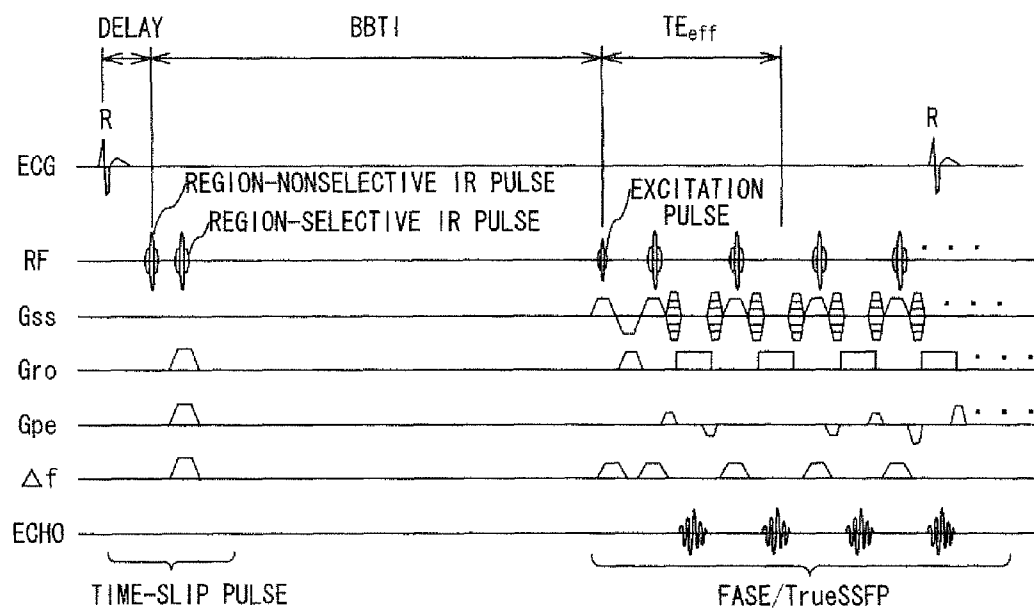 DELAY BBTI TEeff
R R
ECG
REGION-NONSELECTIVE IR PULSE
EXCITATION
PULSE
REGION-SELECTIVE IR PULSE
RF
Gss
Gro
Gpe
△f
ECHO
TIME-SLIP PULSE FASE/TrueSSFP